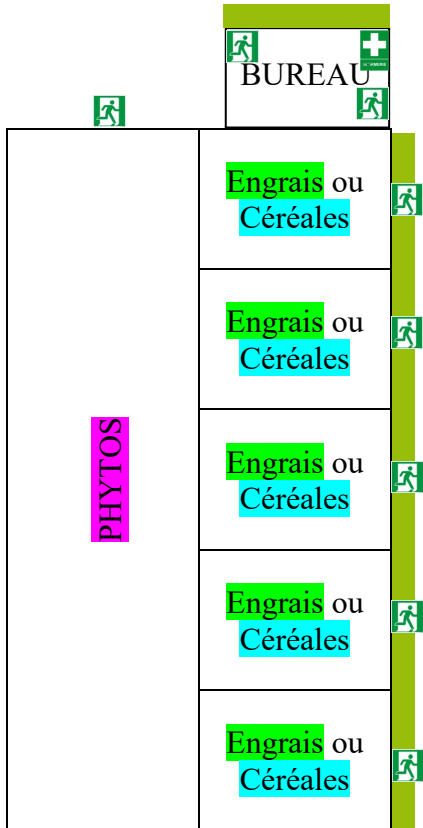 BUREAU
Engrais ou
Céréales
Engrais ou
Céréales
PHYTOS
Engrais ou
Céréales
Engrais ou
Céréales
Engrais ou
Céréales